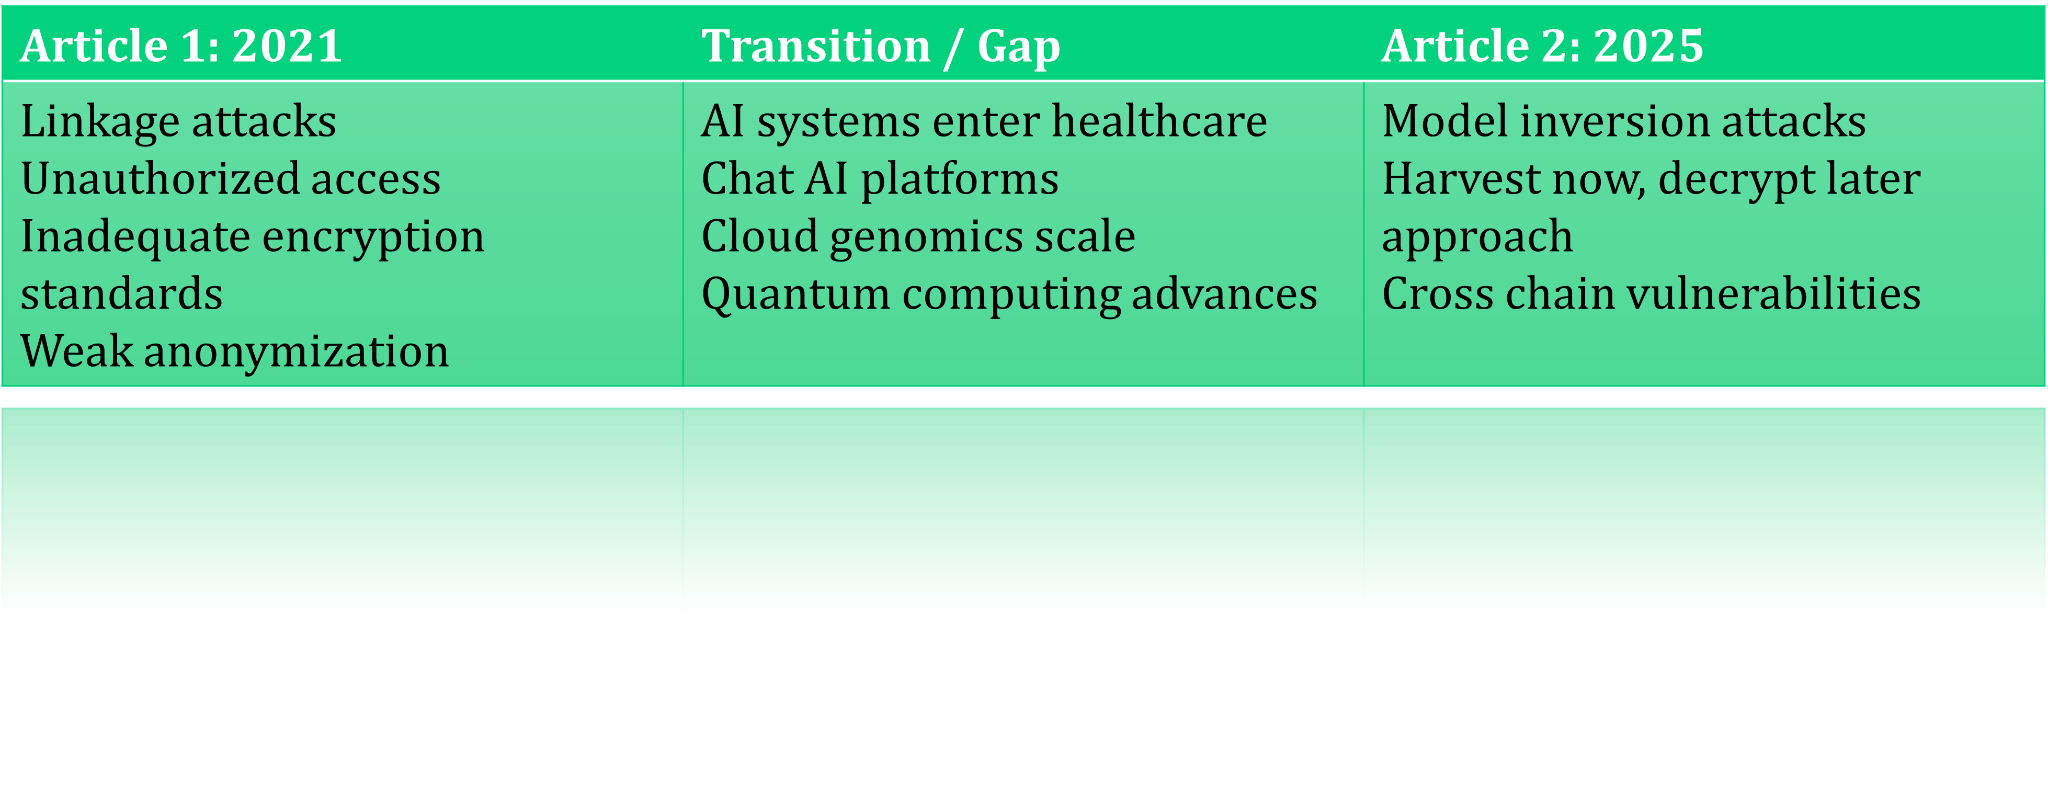 Article 1: 2021
Linkage attacks
Unauthorized access
Inadequate encryption
standards
Weak anonymization
Transition / Gap
AI systems enter healthcare
Chat AI platforms
Cloud genomics scale
Quantum computing advances
Article 2: 2025
Model inversion attacks
Harvest now, decrypt later
approach
Cross chain vulnerabilities